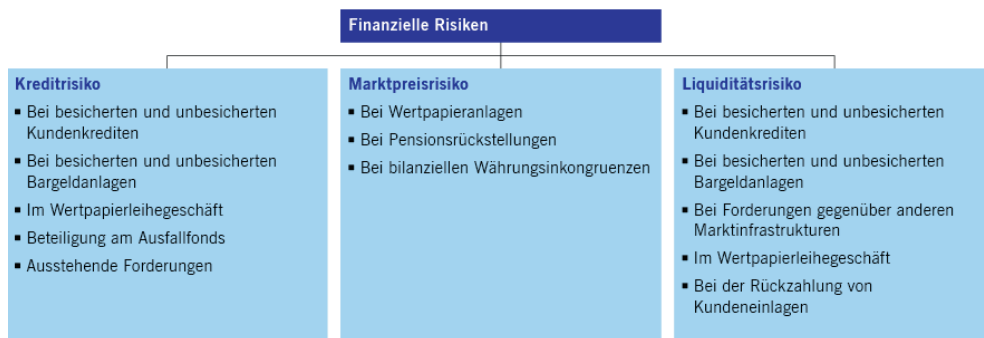 Finanzielle Risiken
Kreditrisiko
▪ Bei besicherten und unbesicherten
Kundenkrediten
▪ Bei besicherten und unbesicherten
Bargeldanlagen
▪ Im Wertpapierleihegeschäft
▪ Beteiligung am Ausfallfonds
▪ Ausstehende Forderungen
Marktpreisrisiko
▪ Bei Wertpapieranlagen
▪ Bei Pensionsrückstellungen
▪ Bei bilanziellen Währungsinkongruenzen
Liquiditätsrisiko
▪ Bei besicherten und unbesicherten
Kundenkrediten
▪ Bei besicherten und unbesicherten
Bargeldanlagen
▪ Bei Forderungen gegenüber anderen
Marktinfrastrukturen
▪ Im Wertpapierleihegeschäft
▪ Bei der Rückzahlung von
Kundeneinlagen